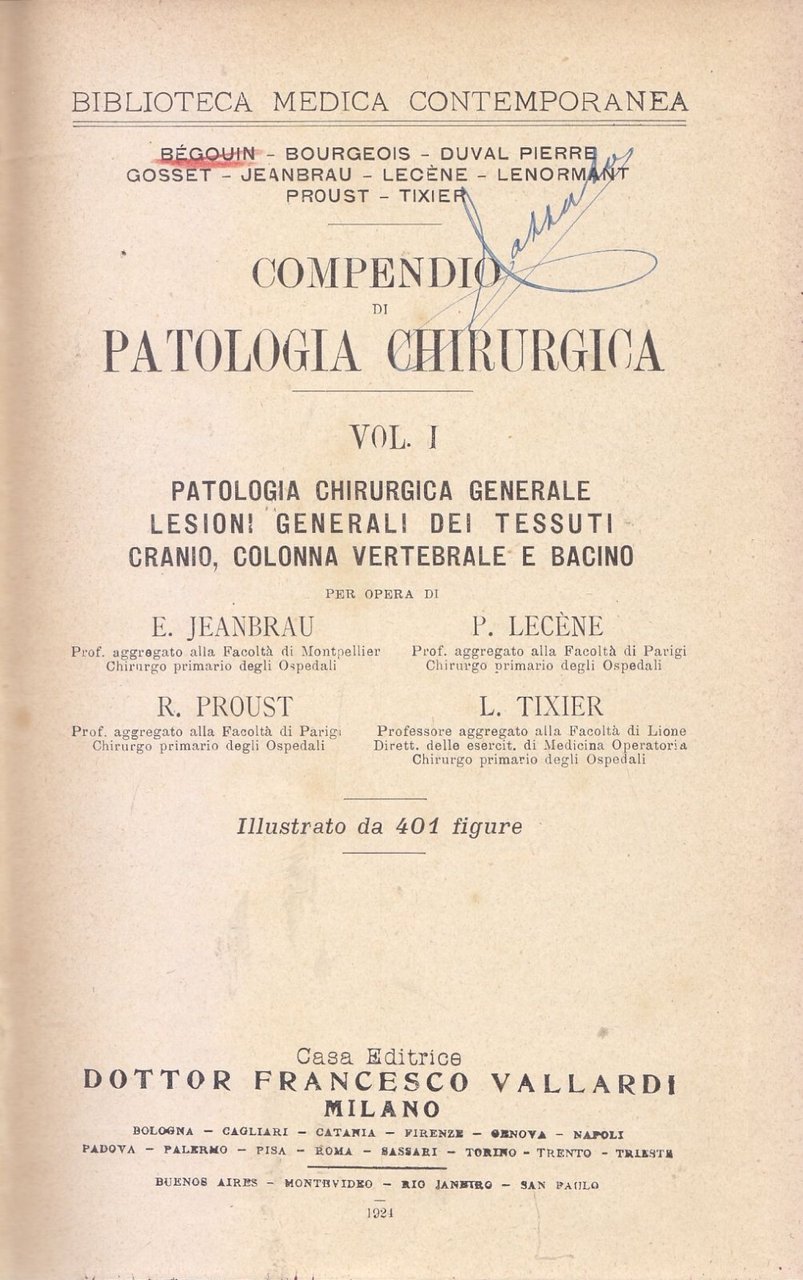 BIBLIOTECA MEDICA CONTEMPORANEA
BÉGOUIN – BOURGEOIS – DUVAL PIERRE
GOSSET – JEANBRAU – LECÈNE – LENORMANT
PROUST – TIXIER
COMPENDIO
DI
PATOLOGIA CHIRURGICA
VOL. I
PATOLOGIA CHIRURGICA GENERALE
LESIONI GENERALI DEI TESSUTI
CRANIO, COLONNA VERTEBRALE E BACINO
PER OPERA DI
E. JEANBRAU
Prof. aggregato alla Facoltà di Montpellier
Chirurgo primario degli Ospedali
P. LECÈNE
Prof. aggregato alla Facoltà di Parigi
Chirurgo primario degli Ospedali
R. PROUST
Prof. aggregato alla Facoltà di Parigi
Chirurgo primario degli Ospedali
L. TIXIER
Professore aggregato alla Facoltà di Lione
Dirett. delle esercit. di Medicina Operatoria
Chirurgo primario degli Ospedali
Illustrato da 401 figure
Casa Editrice
DOTTOR FRANCESCO VALLARDI
MILANO
BOLOGNA – CAGLIARI – CATANIA – FIRENZE – GENOVA – NAPOLI
PADOVA – PALERMO – PISA – ROMA – SASSARI – TORINO – TRENTO – TRIESTE
BUENOS AIRES – MONTEVIDEO – RIO JANEIRO – SAN PAULO
1921